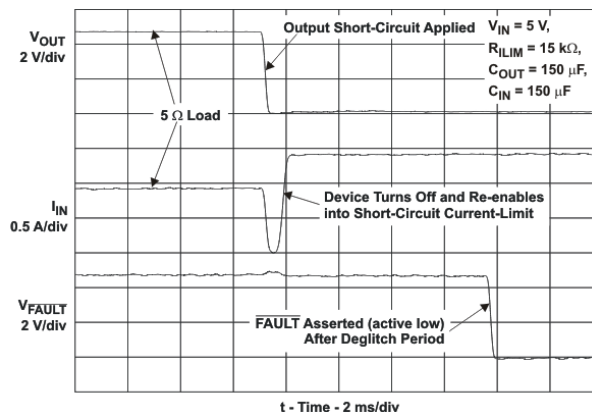 V_OUT
2 V/div
Output Short-Circuit Applied
V_IN = 5 V,
R_ILIM = 15 kΩ,
C_OUT = 150 µF,
C_IN = 150 µF
5 Ω Load
I_IN
0.5 A/div
Device Turns Off and Re-enables
into Short-Circuit Current-Limit
V_F̅A̅U̅L̅T̅
2 V/div
F̅A̅U̅L̅T̅ Asserted (active low)
After Deglitch Period
t - Time - 2 ms/div